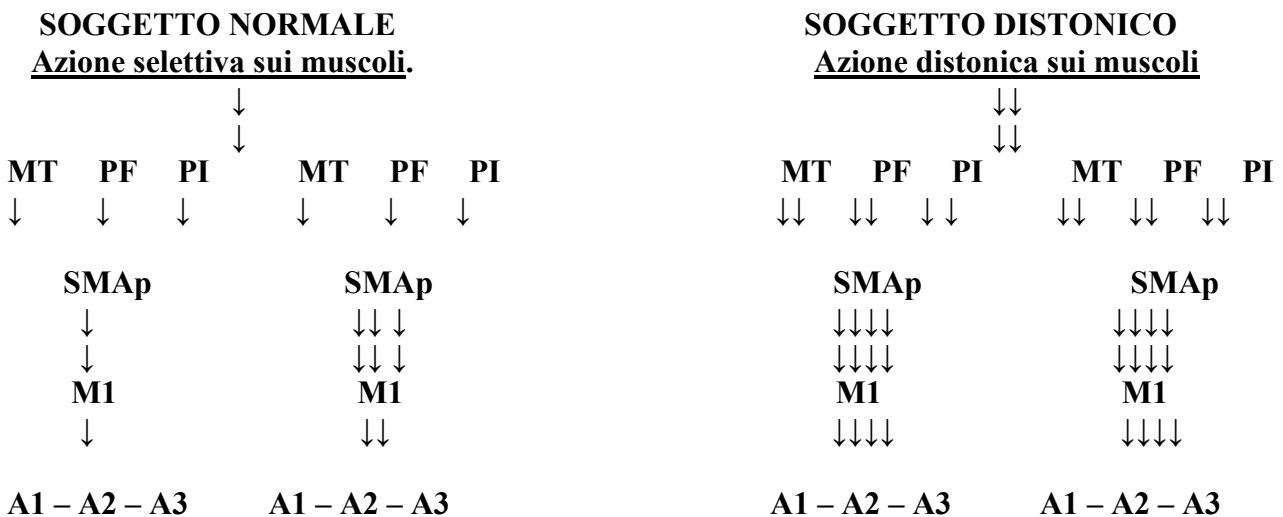 SOGGETTO NORMALE SOGGETTO DISTONICO
Azione selettiva sui muscoli. Azione distonica sui muscoli
↓ ↓↓
↓ ↓↓
MT PF PI MT PF PI MT PF PI MT PF PI
↓ ↓ ↓ ↓ ↓ ↓ ↓↓ ↓↓ ↓ ↓ ↓↓ ↓↓ ↓↓
SMAp SMAp SMAp SMAp
↓ ↓↓ ↓ ↓↓↓↓ ↓↓↓↓
↓ ↓↓ ↓ ↓↓↓↓ ↓↓↓↓
M1 M1 M1 M1
↓ ↓↓ ↓↓↓↓ ↓↓↓↓
A1 – A2 – A3 A1 – A2 – A3 A1 – A2 – A3 A1 – A2 – A3